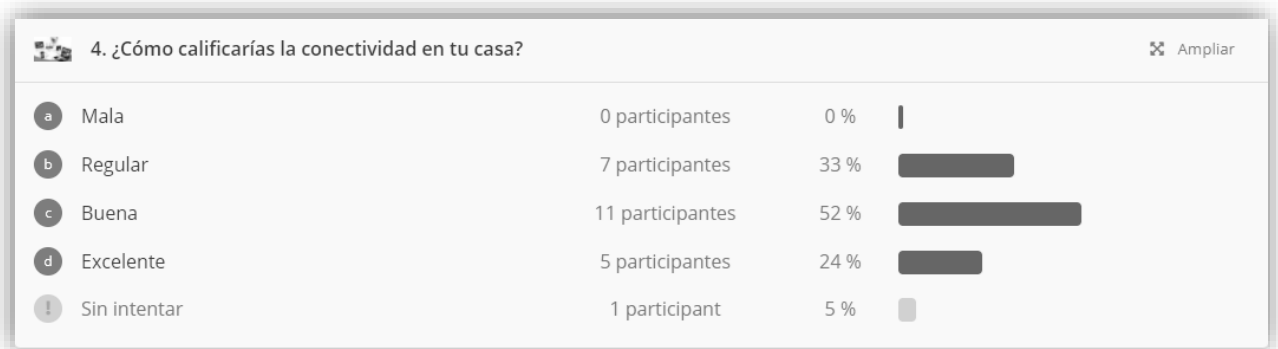 4. ¿Cómo calificarías la conectividad en tu casa? Ampliar
a Mala 0 participantes 0 %
b Regular 7 participantes 33 %
c Buena 11 participantes 52 %
d Excelente 5 participantes 24 %
! Sin intentar 1 participant 5 %